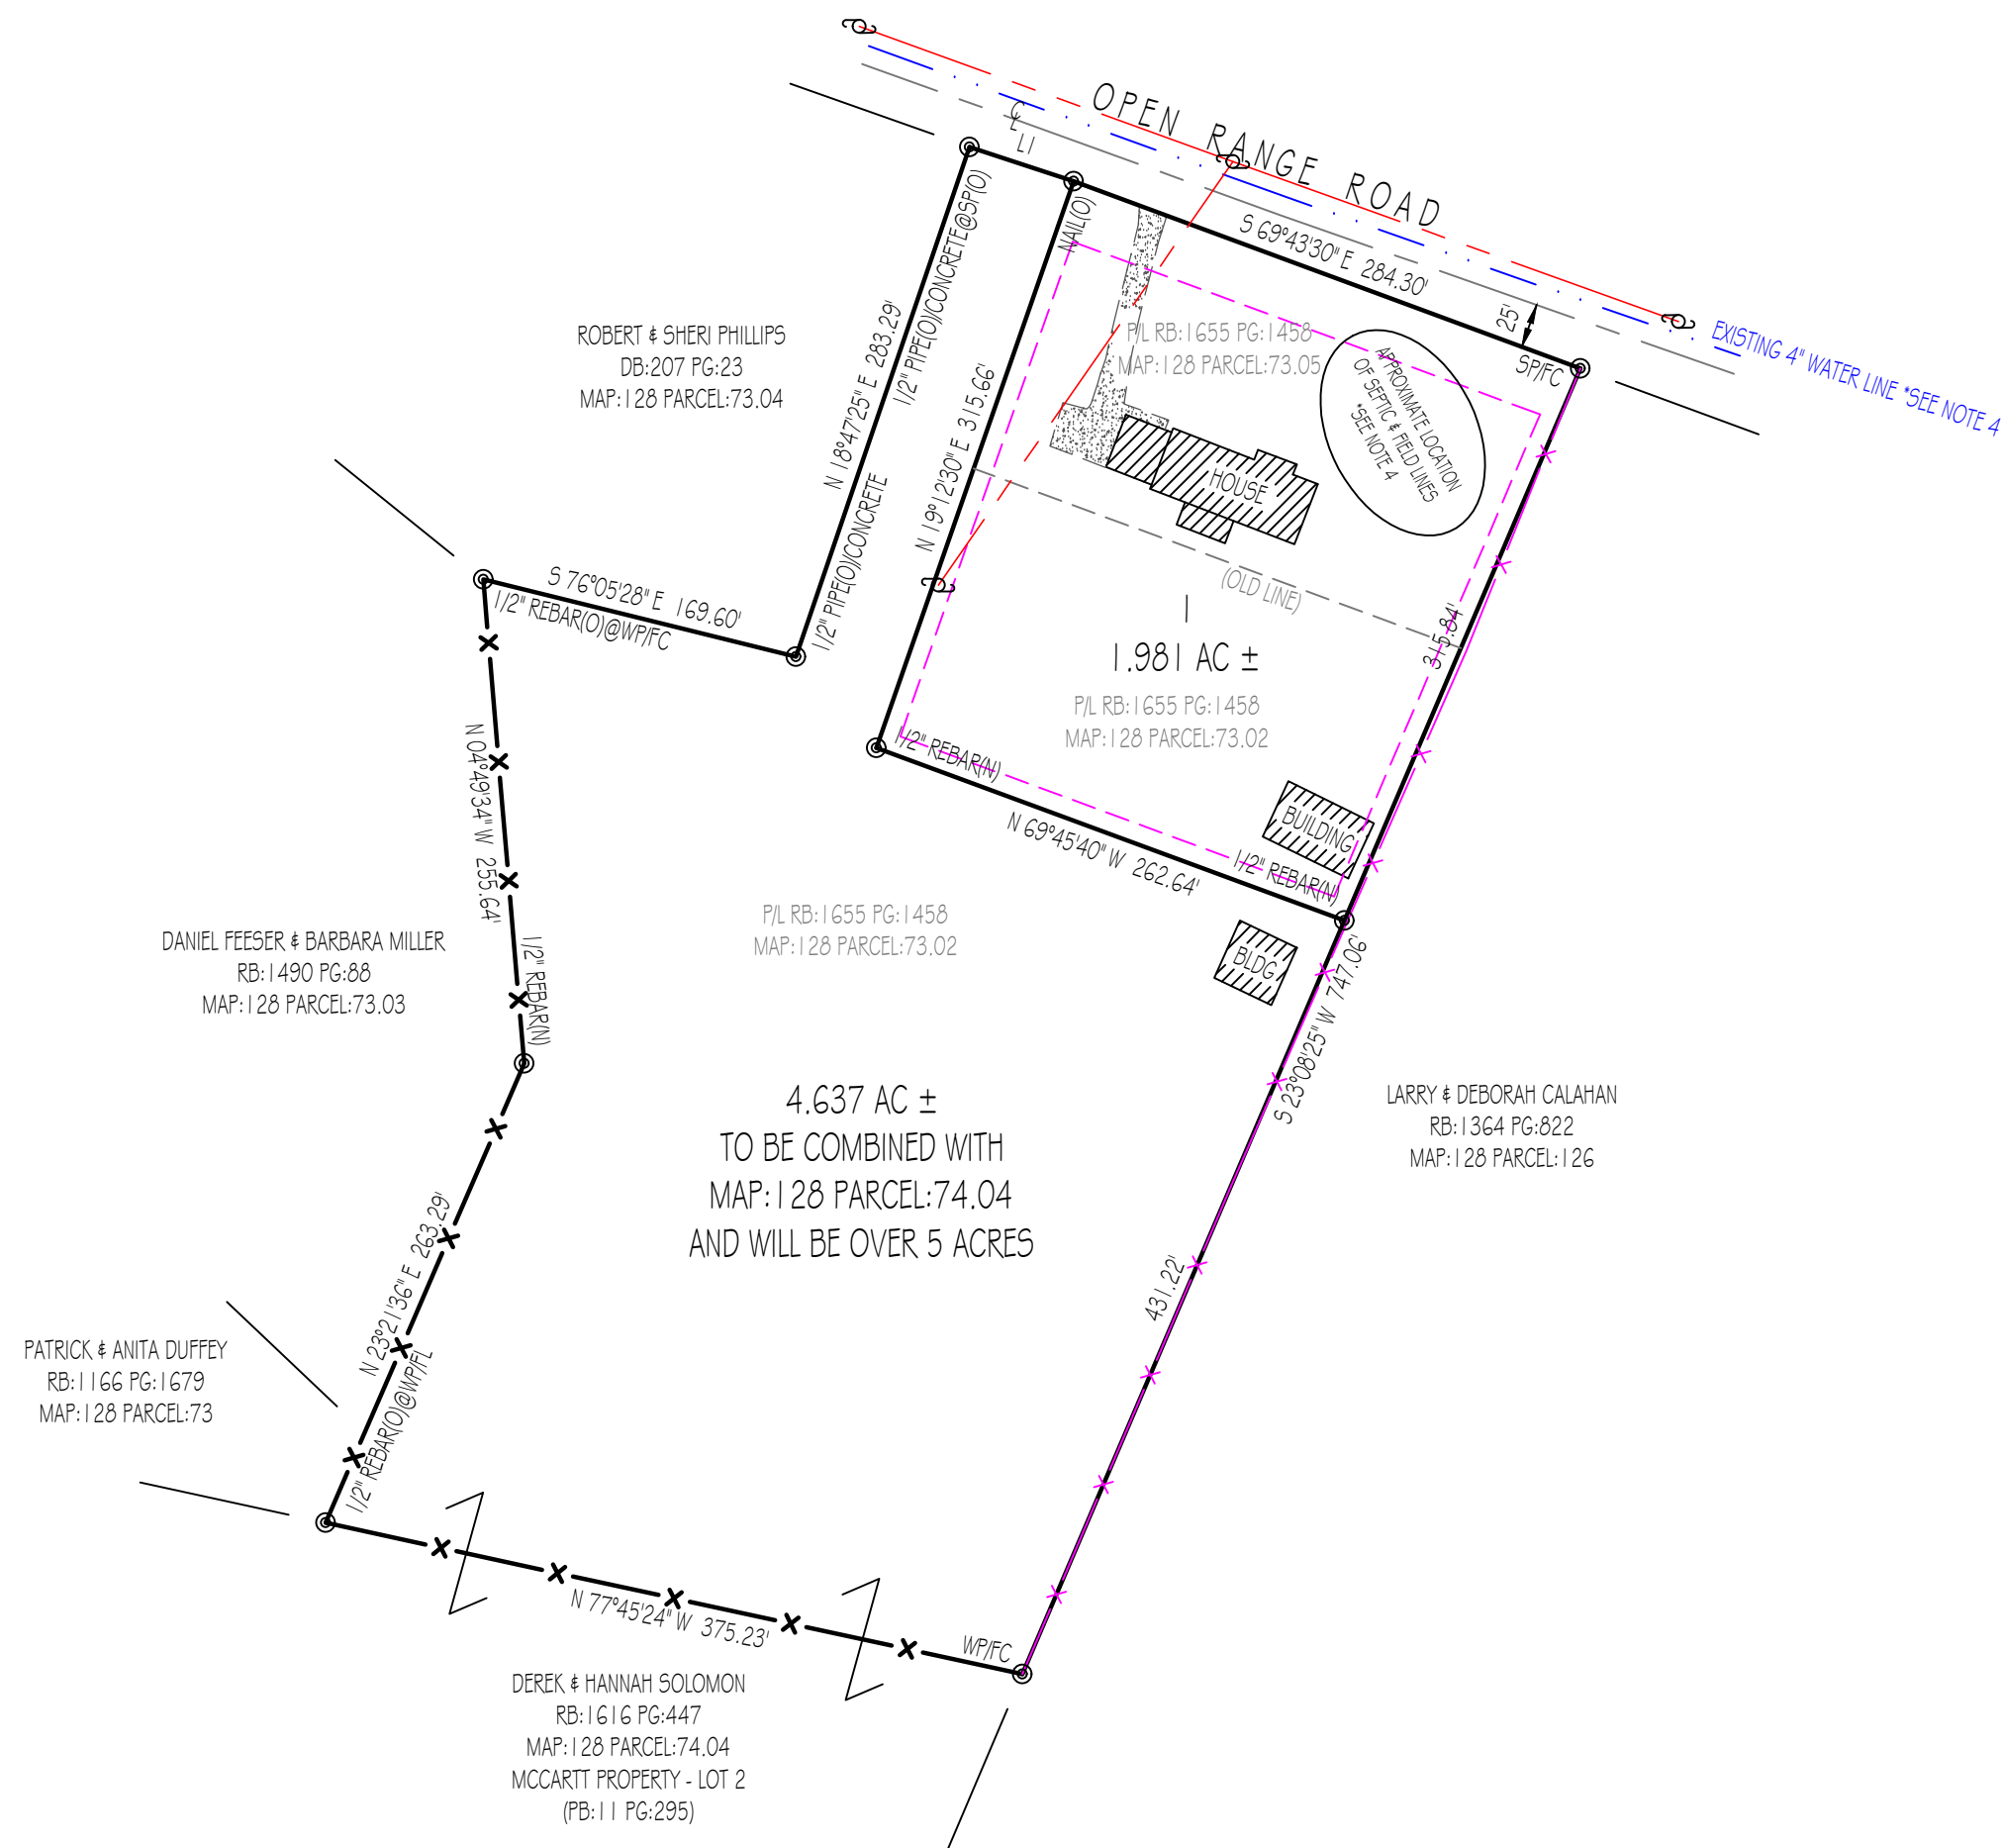 OPEN RANGE ROAD
CL
L1
S 69°43'30" E 284.30'
25'
EXISTING 4" WATER LINE *SEE NOTE 4
SP/FC
NAIL(O)
1/2" PIPE(O)/CONCRETE@SP(O)
N 18°47'25" E 283.29'
1/2" PIPE(O)/CONCRETE
N 19°12'30" E 315.66'
ROBERT & SHERI PHILLIPS
DB:207 PG:23
MAP:128 PARCEL:73.04
P/L RB:1655 PG:1458
MAP:128 PARCEL:73.05
APPROXIMATE LOCATION
OF SEPTIC & FIELD LINES
*SEE NOTE 4
HOUSE
(OLD LINE)
1
1.981 AC ±
P/L RB:1655 PG:1458
MAP:128 PARCEL:73.02
315.84'
S 76°05'28" E 169.60'
1/2" REBAR(O)@WP/FC
1/2" REBAR(N)
BUILDING
N 69°45'40" W 262.64'
1/2" REBAR(N)
N 04°49'34" W 255.64'
1/2" REBAR(N)
P/L RB:1655 PG:1458
MAP:128 PARCEL:73.02
BLDG
S 23°08'25" W 747.06'
DANIEL FEESER & BARBARA MILLER
RB:1490 PG:88
MAP:128 PARCEL:73.03
4.637 AC ±
TO BE COMBINED WITH
MAP:128 PARCEL:74.04
AND WILL BE OVER 5 ACRES
LARRY & DEBORAH CALAHAN
RB:1364 PG:822
MAP:128 PARCEL:126
431.22'
N 23°21'36" E 263.29'
1/2" REBAR(O)@WP/FL
PATRICK & ANITA DUFFEY
RB:1166 PG:1679
MAP:128 PARCEL:73
N 77°45'24" W 375.23'
WP/FC
DEREK & HANNAH SOLOMON
RB:1616 PG:447
MAP:128 PARCEL:74.04
MCCARTT PROPERTY - LOT 2
(PB:11 PG:295)